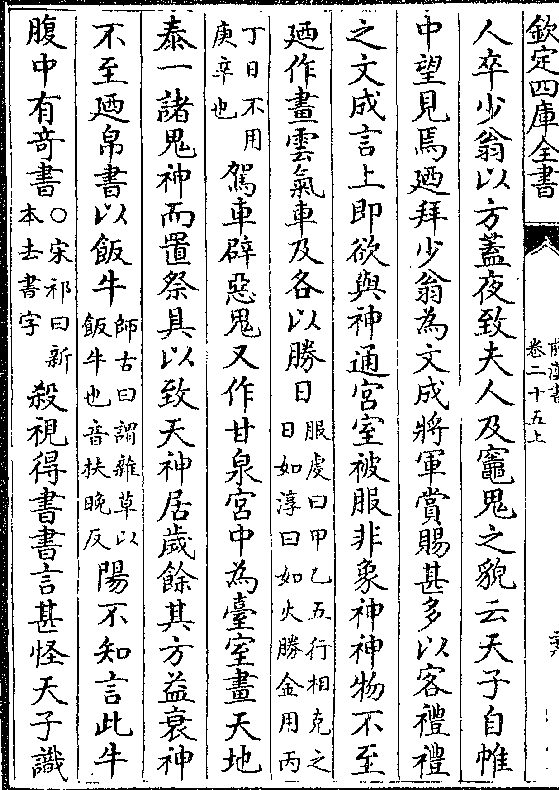 欽定四庫全書
卷二十五上
人卒少翁以方蓋夜致夫人及竈鬼之貌云天子自帷
中望見焉廼拜少翁為文成將軍賞賜甚多以客禮禮
之文成言上即欲與神通宮室被服非象神神物不至
廼作畫雲氣車及各以勝日
服虔曰甲乙五行相克之
日如淳曰如火勝金用丙
丁日不用
庚辛也
駕車辟惡鬼又作甘泉宮中為臺室畫天地
泰一諸鬼神而置祭具以致天神居歲餘其方益衰神
不至廼帛書以飯牛
師古曰謂雜草以
飯牛也音扶晚反
陽不知言此牛
腹中有竒書
○宋祁曰新
本去書字
殺視得書書言甚怪天子識